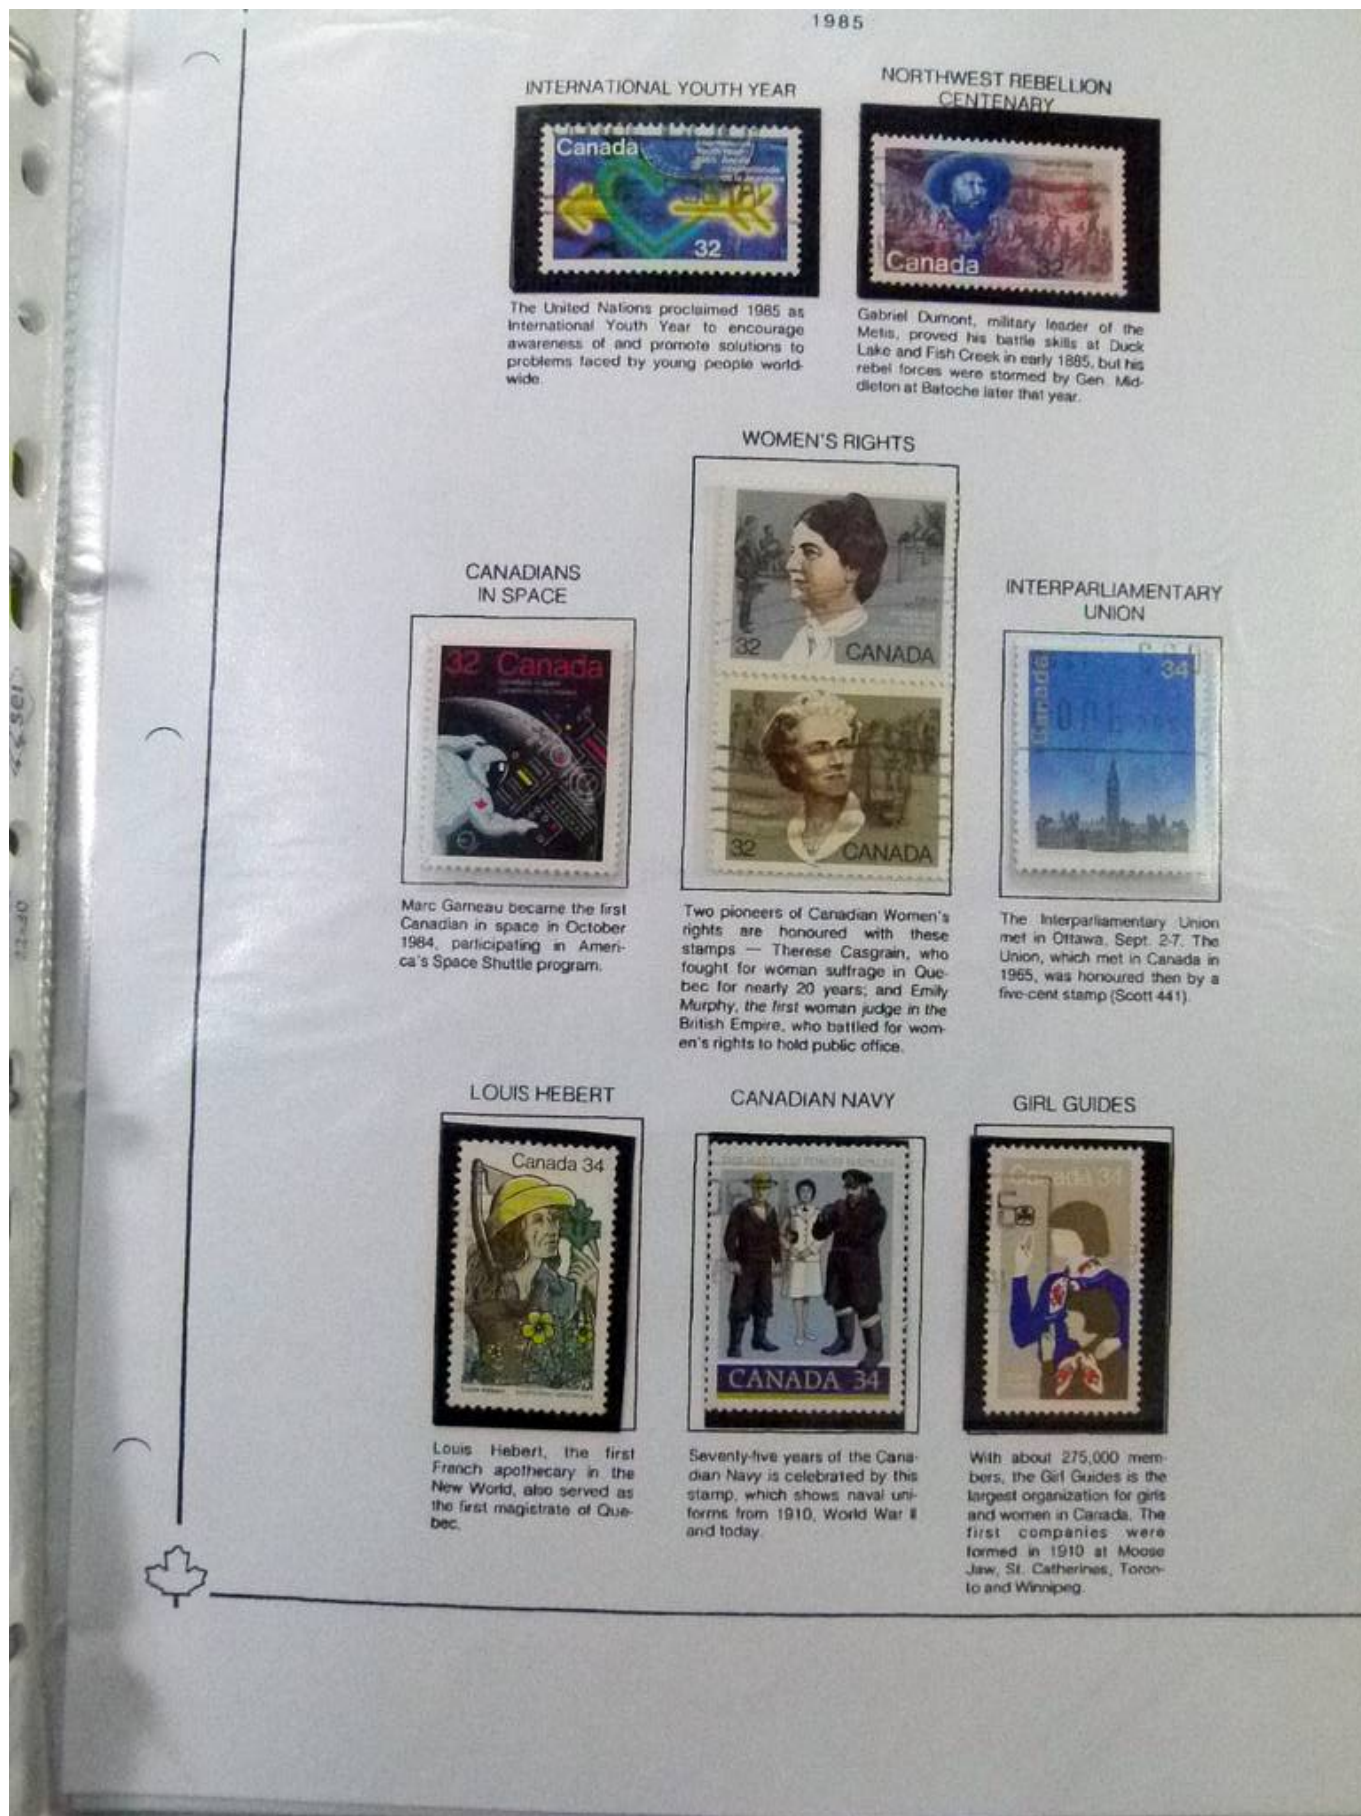 1985
INTERNATIONAL YOUTH YEAR
NORTHWEST REBELLION
CENTENARY
Canada
32
Canada
32
The United Nations proclaimed 1985 as
International Youth Year to encourage
awareness of and promote solutions to
problems faced by young people world-
wide.
Gabriel Dumont, military leader of the
Metis, proved his battle skills at Duck
Lake and Fish Creek in early 1885, but his
rebel forces were stormed by Gen. Mid-
dleton at Batoche later that year.
WOMEN'S RIGHTS
32 CANADA
32 CANADA
CANADIANS
IN SPACE
32 Canada
INTERPARLIAMENTARY
UNION
Canada
34
Marc Garneau became the first
Canadian in space in October
1984, participating in Ameri-
ca's Space Shuttle program.
Two pioneers of Canadian Women's
rights are honoured with these
stamps — Therese Casgrain, who
fought for woman suffrage in Que-
bec for nearly 20 years; and Emily
Murphy, the first woman judge in the
British Empire, who battled for wom-
en's rights to hold public office.
The Interparliamentary Union
met in Ottawa, Sept. 2-7. The
Union, which met in Canada in
1965, was honoured then by a
five-cent stamp (Scott 441).
LOUIS HEBERT
CANADIAN NAVY
GIRL GUIDES
Canada 34
CANADA 34
Canada 34
Louis Hebert, the first
French apothecary in the
New World, also served as
the first magistrate of Que-
bec.
Seventy-five years of the Cana-
dian Navy is celebrated by this
stamp, which shows naval uni-
forms from 1910, World War II
and today.
With about 275,000 mem-
bers, the Girl Guides is the
largest organization for girls
and women in Canada. The
first companies were
formed in 1910 at Moose
Jaw, St. Catherines, Toron-
to and Winnipeg.